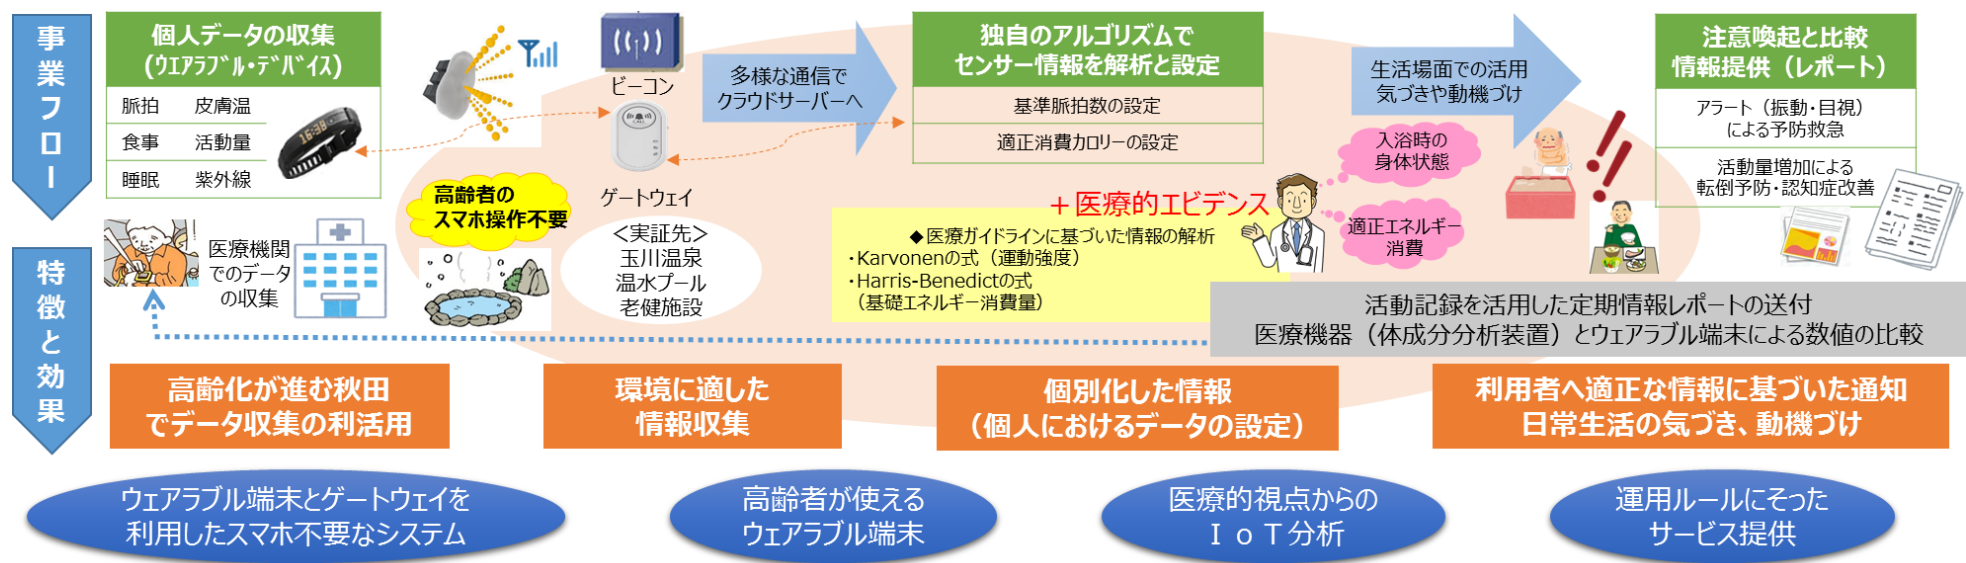 事業フロー
個人データの収集
(ｳｴｱﾗﾌﾞﾙ･ﾃﾞﾊﾞｲｽ)
脈拍 皮膚温
食事 活動量
睡眠 紫外線
16:38
ビーコン
ゲートウェイ
多様な通信で
クラウドサーバーへ
独自のアルゴリズムで
センサー情報を解析と設定
基準脈拍数の設定
適正消費カロリーの設定
生活場面での活用
気づきや動機づけ
入浴時の
身体状態
適正エネルギー
消費
注意喚起と比較
情報提供（レポート）
アラート（振動・目視）
による予防救急
活動量増加による
転倒予防・認知症改善
高齢者の
スマホ操作不要
＜実証先＞
玉川温泉
温水プール
老健施設
＋医療的エビデンス
◆医療ガイドラインに基づいた情報の解析
・Karvonenの式（運動強度）
・Harris-Benedictの式
（基礎エネルギー消費量）
特徴と効果
医療機関
でのデータ
の収集
活動記録を活用した定期情報レポートの送付
医療機器（体成分分析装置）とウェアラブル端末による数値の比較
高齢化が進む秋田
でデータ収集の利活用
環境に適した
情報収集
個別化した情報
（個人におけるデータの設定）
利用者へ適正な情報に基づいた通知
日常生活の気づき、動機づけ
ウェアラブル端末とゲートウェイを
利用したスマホ不要なシステム
高齢者が使える
ウェアラブル端末
医療的視点からの
ＩｏＴ分析
運用ルールにそった
サービス提供